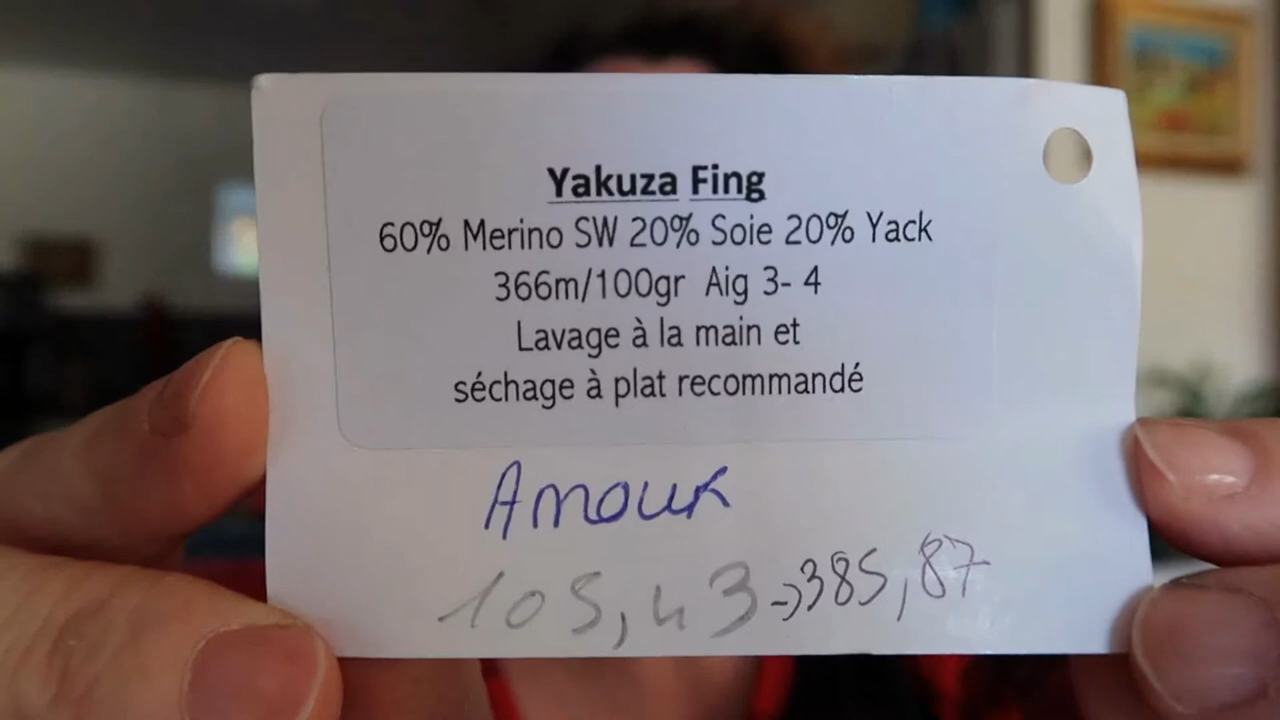 Yakuza Fing
60% Merino SW 20% Soie 20% Yack
366m/100gr Aig 3- 4
Lavage à la main et
séchage à plat recommandé
Amour
105,43->385,87